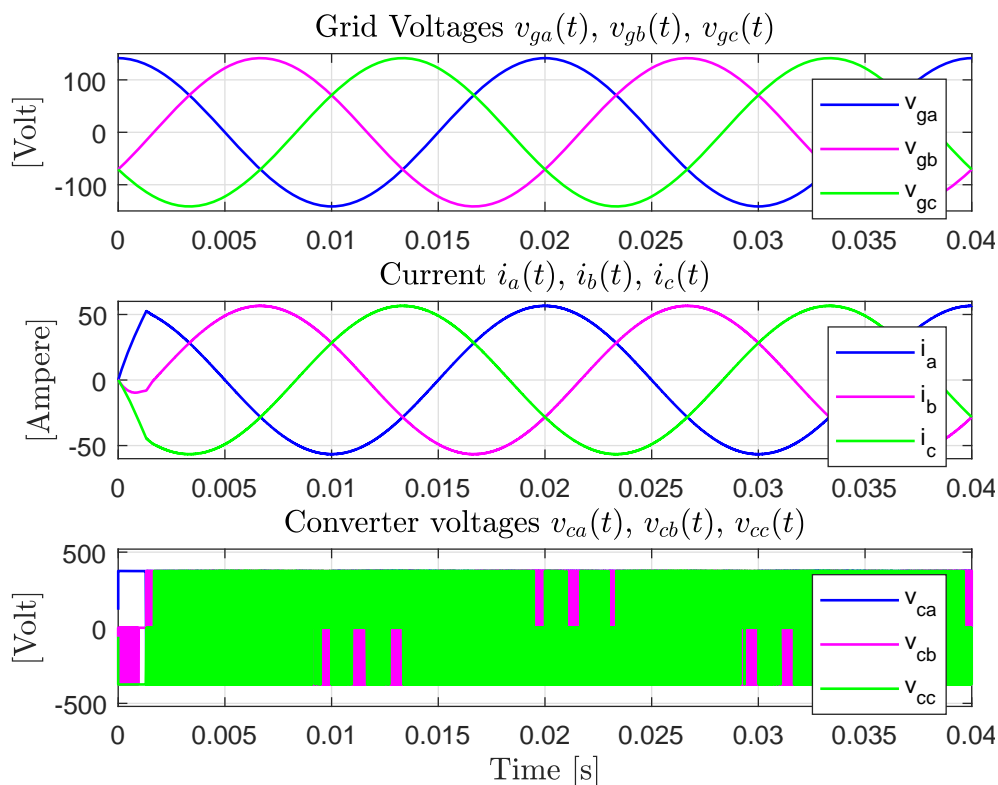 Grid Voltages v_ga(t), v_gb(t), v_gc(t)
[Volt]
100
0
-100
v_ga
v_gb
v_gc
0 0.005 0.01 0.015 0.02 0.025 0.03 0.035 0.04
Current i_a(t), i_b(t), i_c(t)
[Ampere]
50
0
-50
i_a
i_b
i_c
0 0.005 0.01 0.015 0.02 0.025 0.03 0.035 0.04
Converter voltages v_ca(t), v_cb(t), v_cc(t)
[Volt]
500
0
-500
v_ca
v_cb
v_cc
0 0.005 0.01 0.015 0.02 0.025 0.03 0.035 0.04
Time [s]